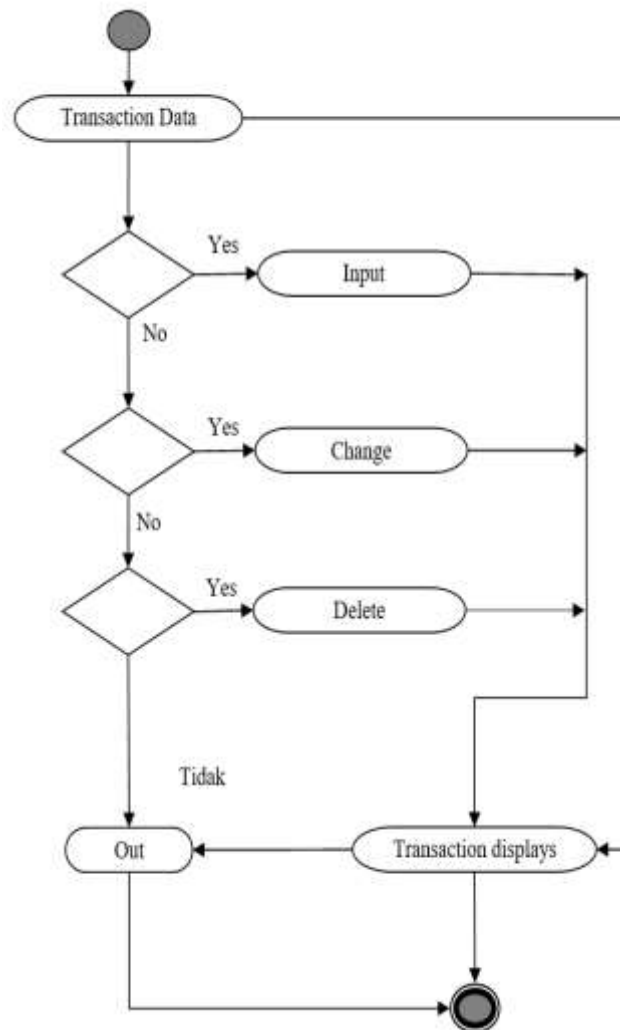 Transaction Data
Yes
Input
No
Yes
Change
No
Yes
Delete
Tidak
Out
Transaction displays